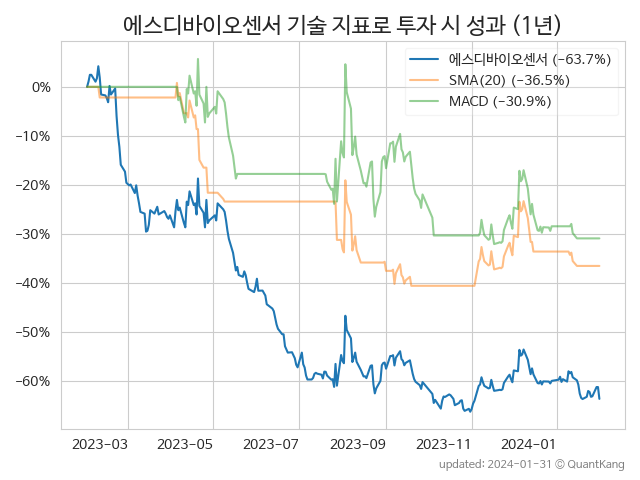 에스디바이오센서 기술 지표로 투자 시 성과 (1년)
에스디바이오센서 (−63.7%)
SMA(20) (−36.5%)
MACD (−30.9%)
0%
−10%
−20%
−30%
−40%
−50%
−60%
2023-03 2023-05 2023-07 2023-09 2023-11 2024-01
updated: 2024-01-31 © QuantKang